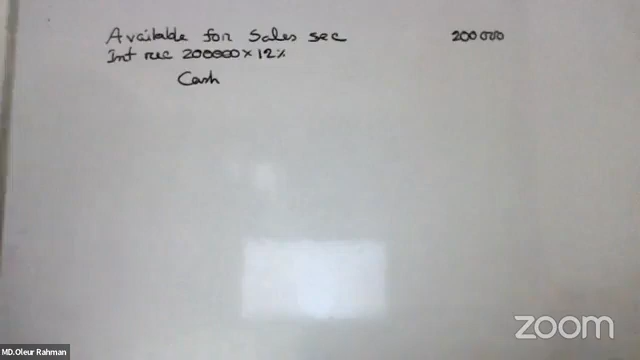 Available for Sales sec 200000
Int rec 200000 × 12%
Cash
zoom
MD.Oleur Rahman